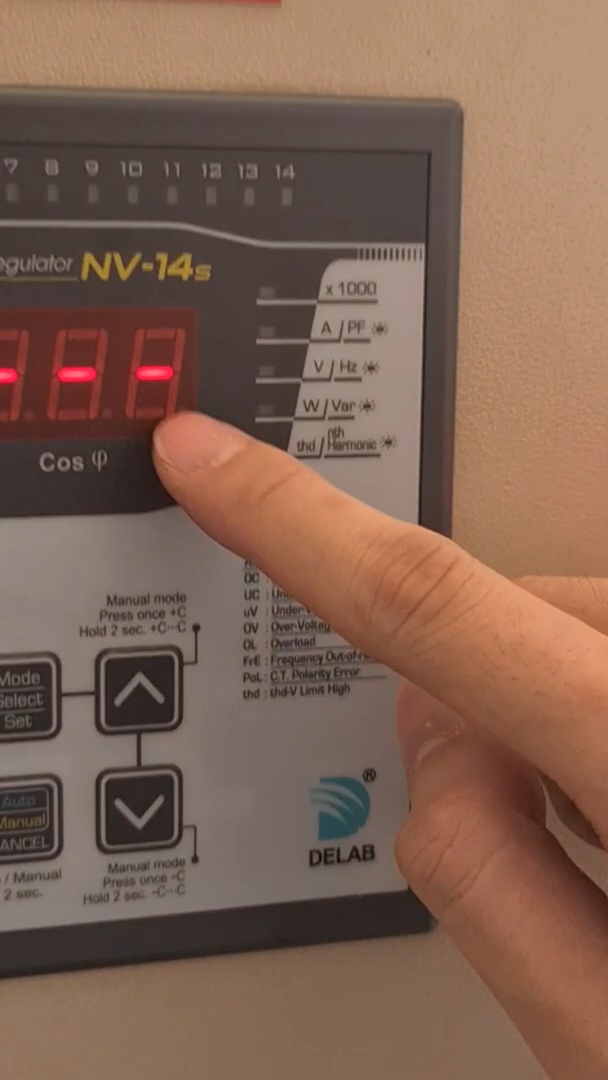 7 8 9 10 11 12 13 14
egulator NV-14s
x 1000
A / PF
V / Hz
W / Var
thd / nth Harmonic
---
Cos φ
OC :
UC :
uV : Under-
OV : Over-Voltag
OL : Overload
FrE : Frequency Out-of-
PoL : C.T. Polarity Error
thd : thd-V Limit High
Manual mode
Press once +C
Hold 2 sec. +C--C
Mode
Select
Set
Auto
Manual
CANCEL
/ Manual
2 sec.
Manual mode
Press once -C
Hold 2 sec. -C--C
®
DELAB